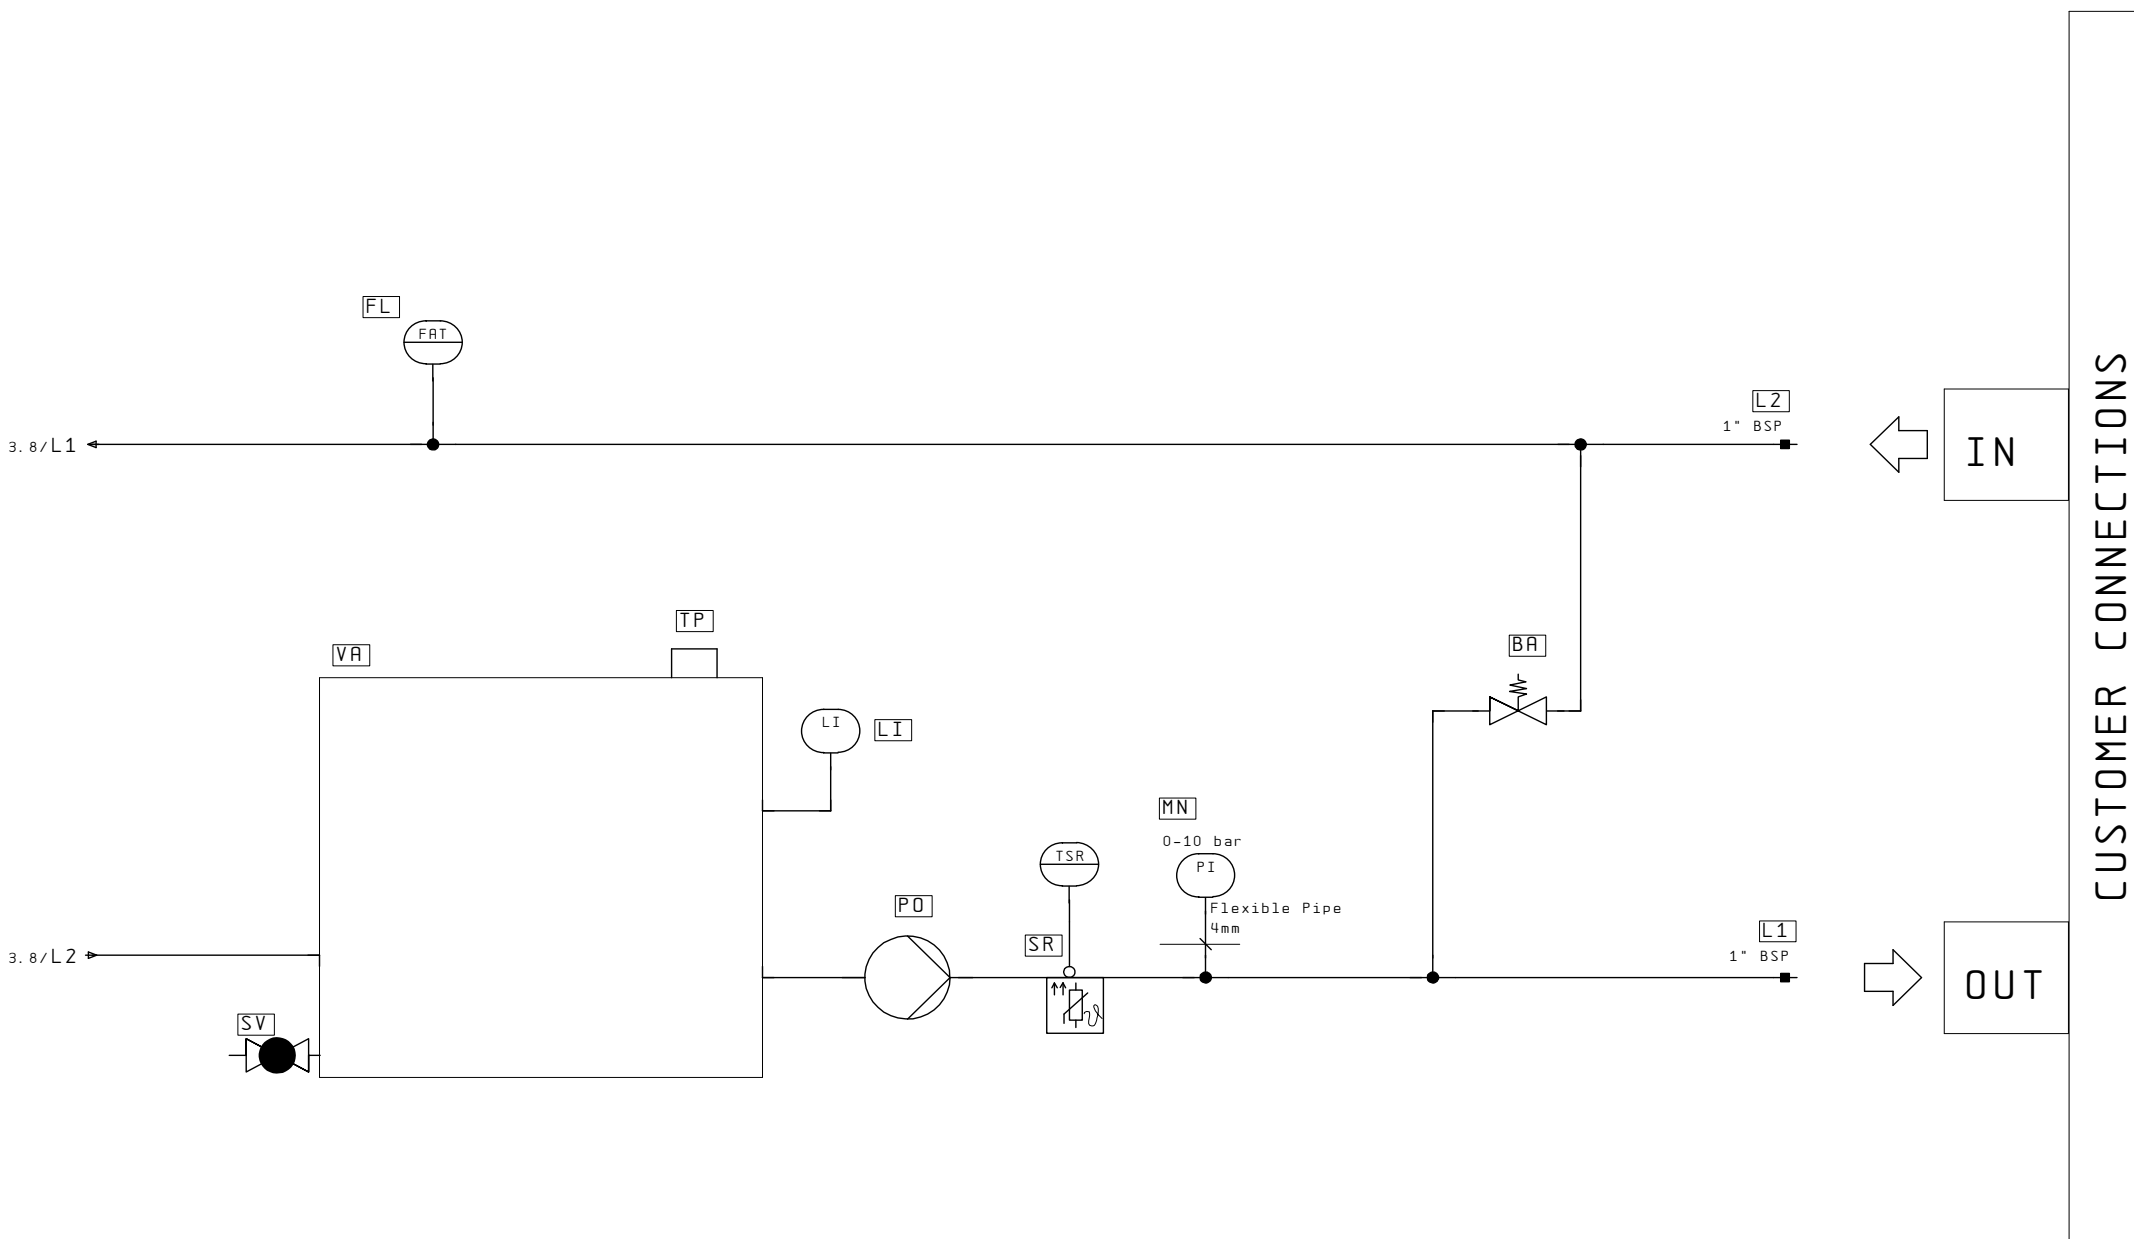 FL
FAT
L2
1" BSP
3.8/L1
IN
CUSTOMER CONNECTIONS
TP
BA
VA
LI
LI
MN
0-10 bar
TSR
PI
PO
Flexible Pipe
4mm
SR
L1
1" BSP
3.8/L2
OUT
SV